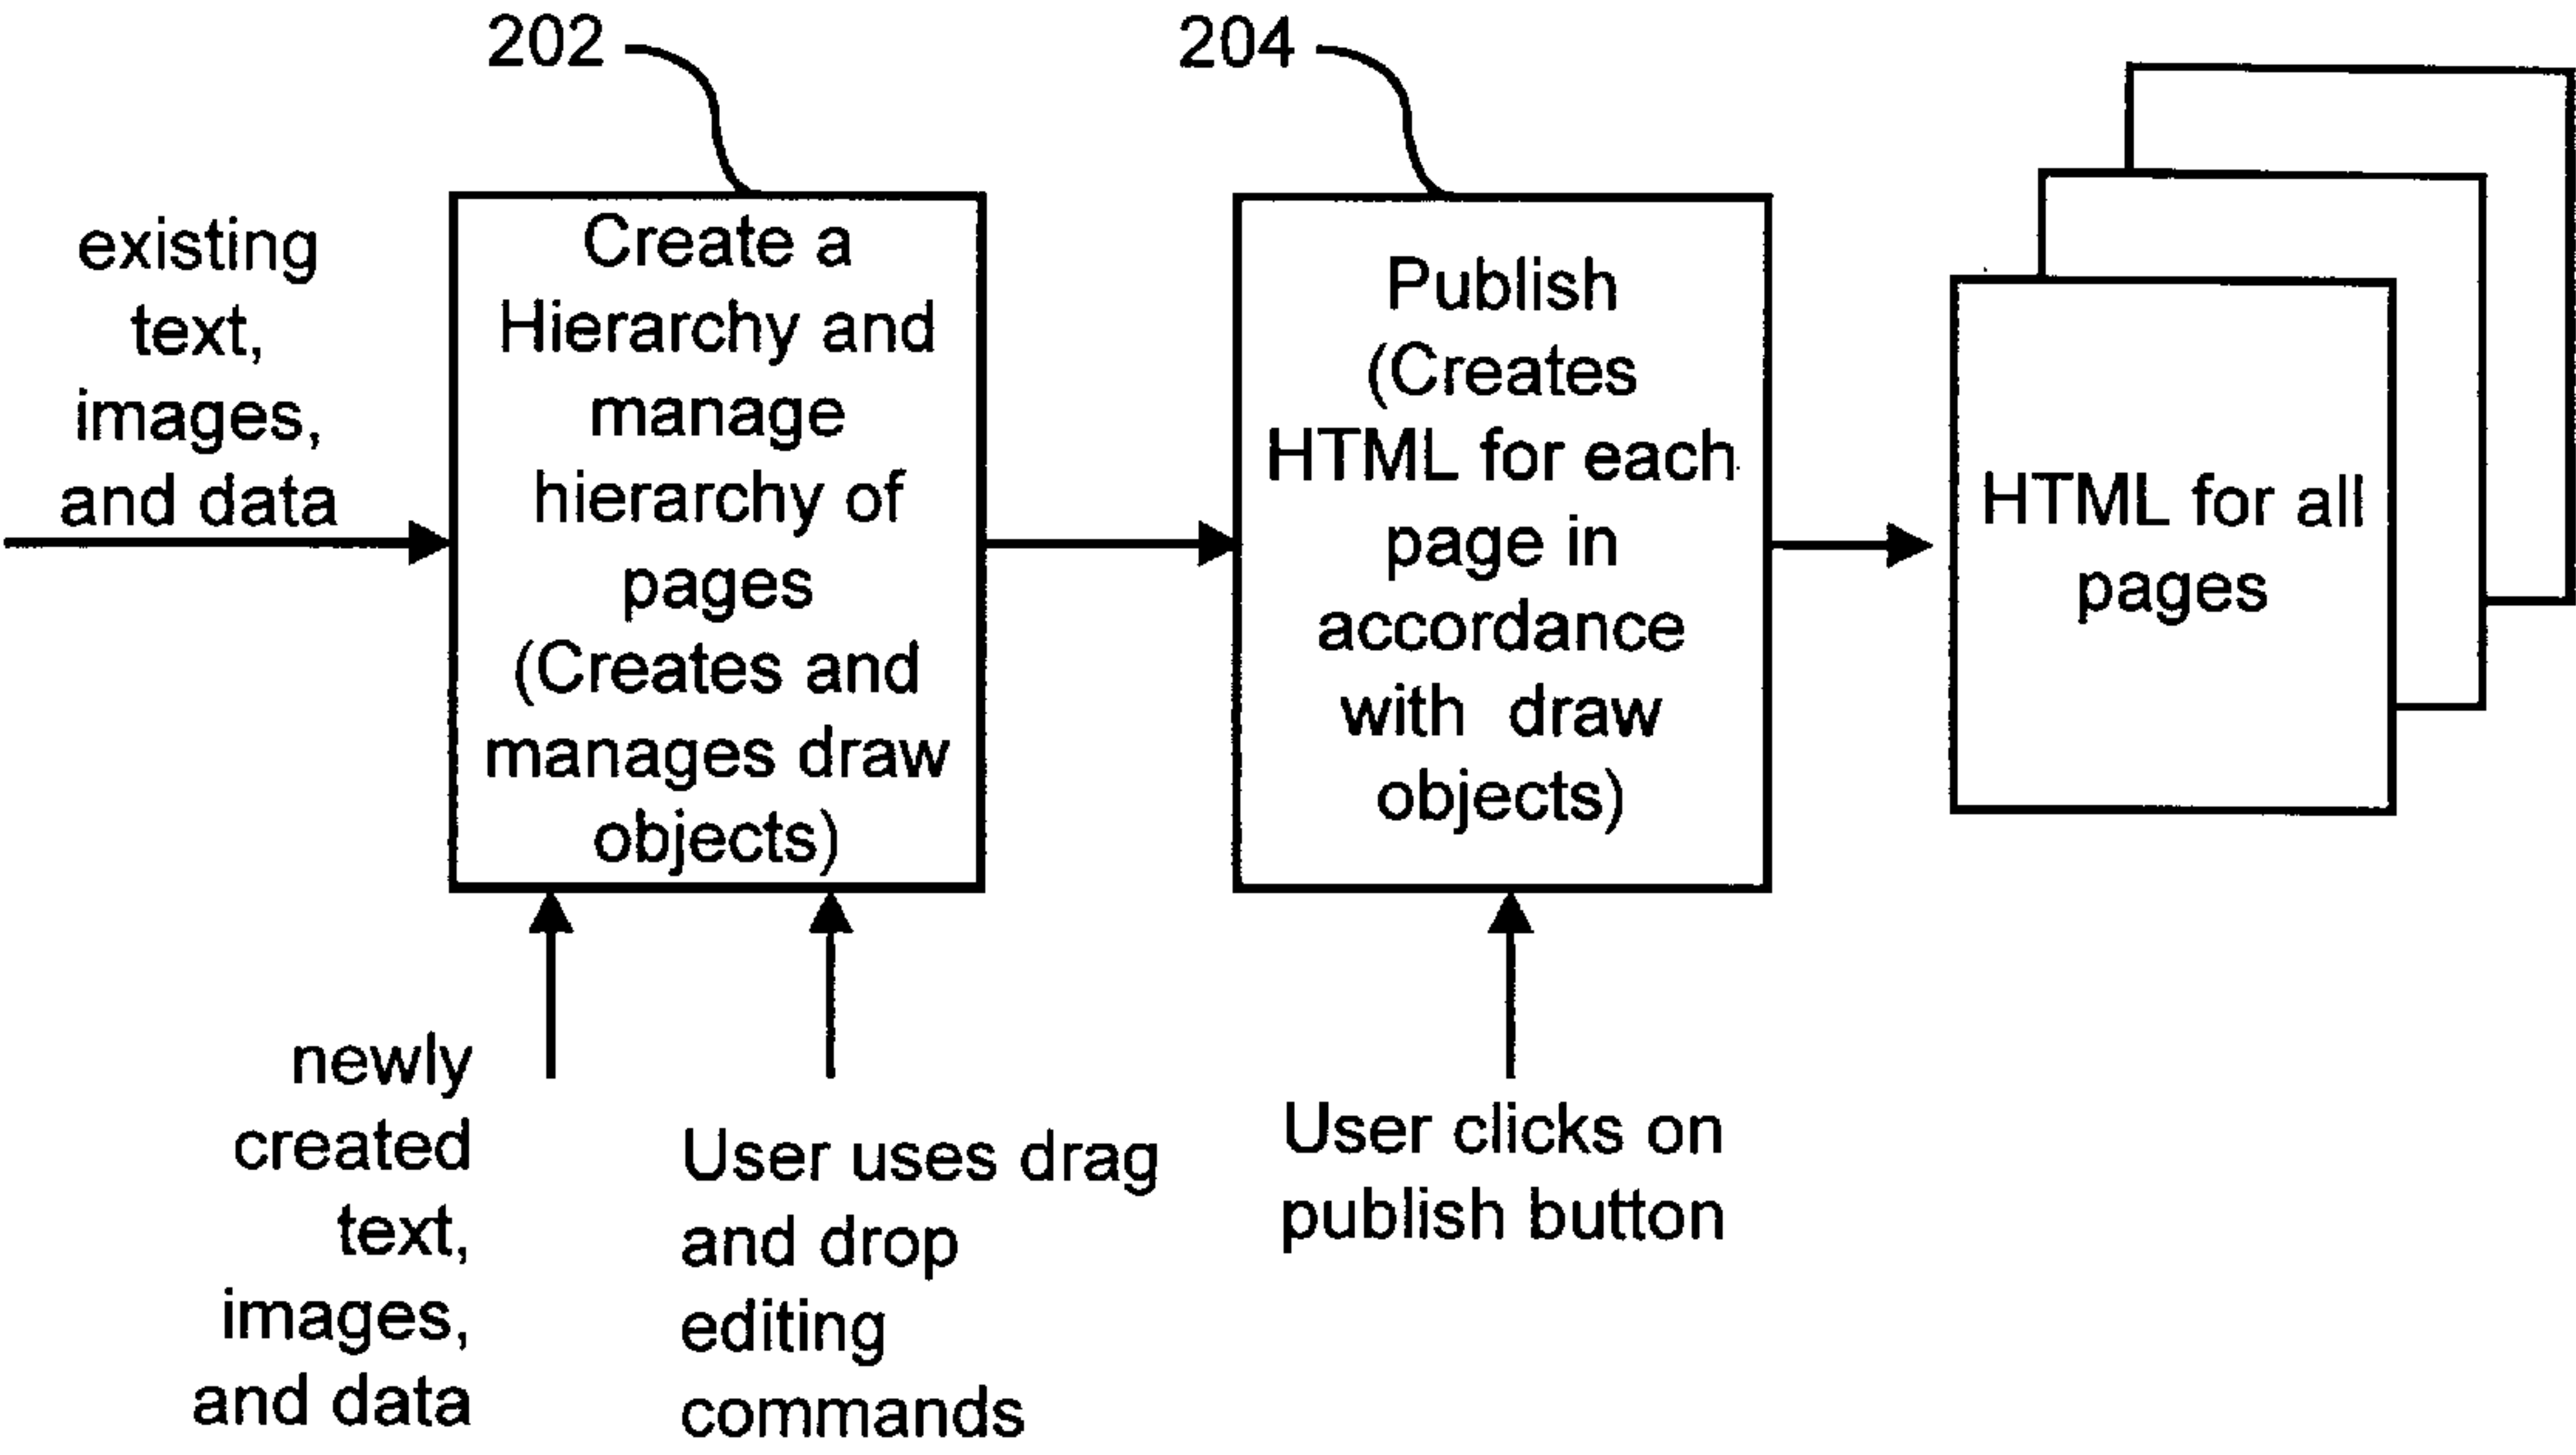 202
204
existing
text,
images,
and data
Create a
Hierarchy and
manage
hierarchy of
pages
(Creates and
manages draw
objects)
Publish
(Creates
HTML for each
page in
accordance
with draw
objects)
HTML for all
pages
newly
created
text,
images,
and data
User uses drag
and drop
editing
commands
User clicks on
publish button